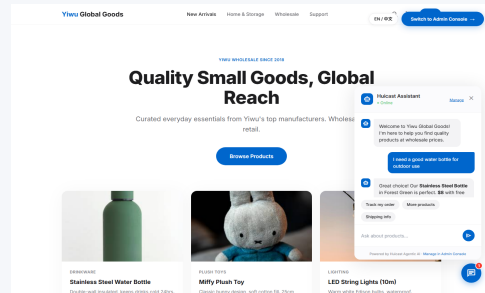 Yiwu Global Goods
New Arrivals Home & Storage Wholesale Support
EN / 中文
Switch to Admin Console →
YIWU WHOLESALE SINCE 2018
Quality Small Goods, Global
Reach
Curated everyday essentials from Yiwu's top manufacturers.
retail.
Browse Products
Assistant
Online
Manage
Welcome to Yiwu Global Goods!
I'm here to help you find quality
products at wholesale prices.
I need a good water bottle for
outdoor use
Great choice! Our Stainless Steel Bottle
in Forest Green is perfect. $8 with free
Track my order
More products
Shipping info
Ask about products...
Manage in Admin Console
DRINKWARE
Stainless Steel Water Bottle
PLUSH TOYS
Miffy Plush Toy
LIGHTING
LED String Lights (10m)